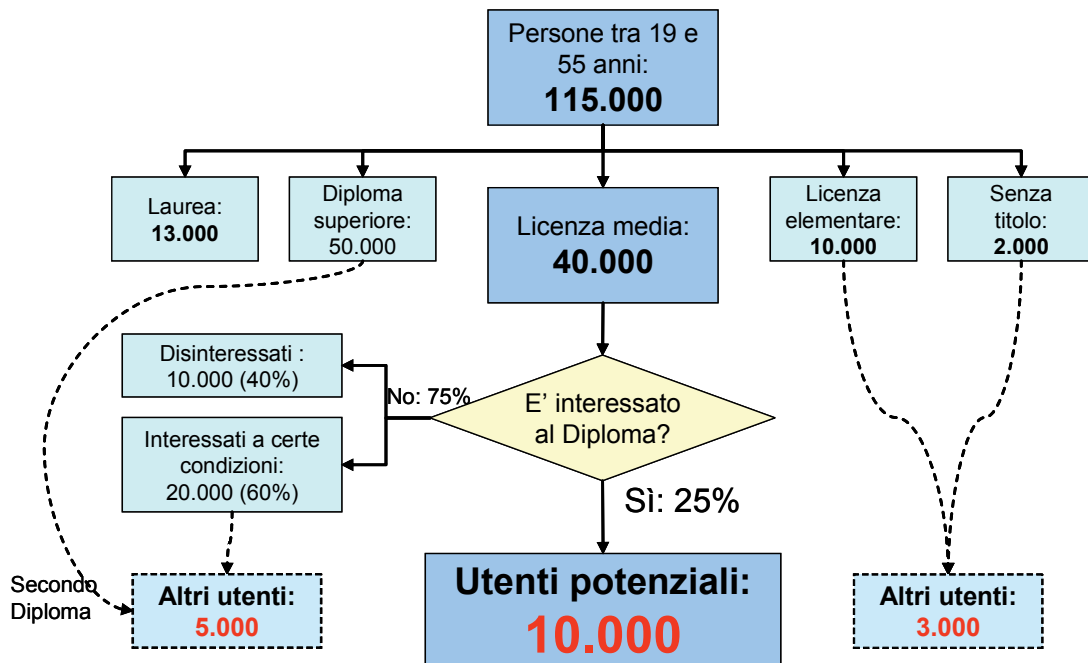 Persone tra 19 e
55 anni:
115.000
Laurea:
13.000
Diploma
superiore:
50.000
Licenza media:
40.000
Licenza
elementare:
10.000
Senza
titolo:
2.000
Disinteressati :
10.000 (40%)
No: 75%
E' interessato
al Diploma?
Interessati a certe
condizioni:
20.000 (60%)
Sì: 25%
Secondo
Diploma
Altri utenti:
5.000
Utenti potenziali:
10.000
Altri utenti:
3.000